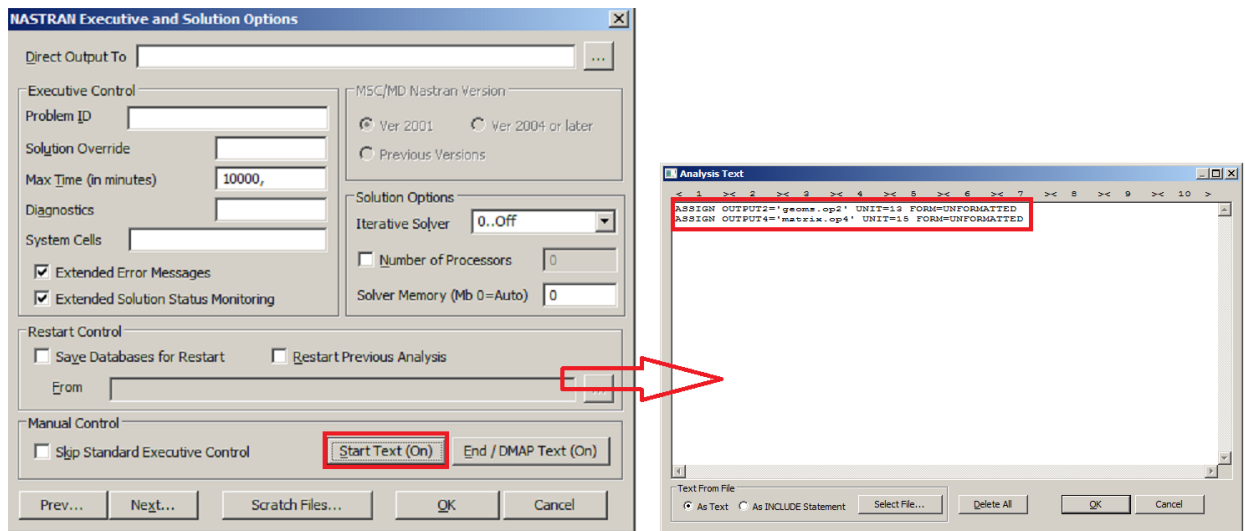 NASTRAN Executive and Solution Options
Direct Output To
...
Executive Control
Problem ID
Solution Override
Max Time (in minutes) 10000,
Diagnostics
System Cells
Extended Error Messages
Extended Solution Status Monitoring
MSC/MD Nastran Version
Ver 2001 Ver 2004 or later
Previous Versions
Solution Options
Iterative Solver 0..Off
Number of Processors 0
Solver Memory (Mb 0=Auto) 0
Restart Control
Save Databases for Restart Restart Previous Analysis
From ...
Manual Control
Skip Standard Executive Control Start Text (On) End / DMAP Text (On)
Prev... Next... Scratch Files... OK Cancel
Analysis Text
< 1 >< 2 >< 3 >< 4 >< 5 >< 6 >< 7 >< 8 >< 9 >< 10 >
ASSIGN OUTPUT2='geoms.op2' UNIT=13 FORM=UNFORMATTED
ASSIGN OUTPUT4='matrix.op4' UNIT=15 FORM=UNFORMATTED
Text From File
As Text As INCLUDE Statement Select File... Delete All OK Cancel